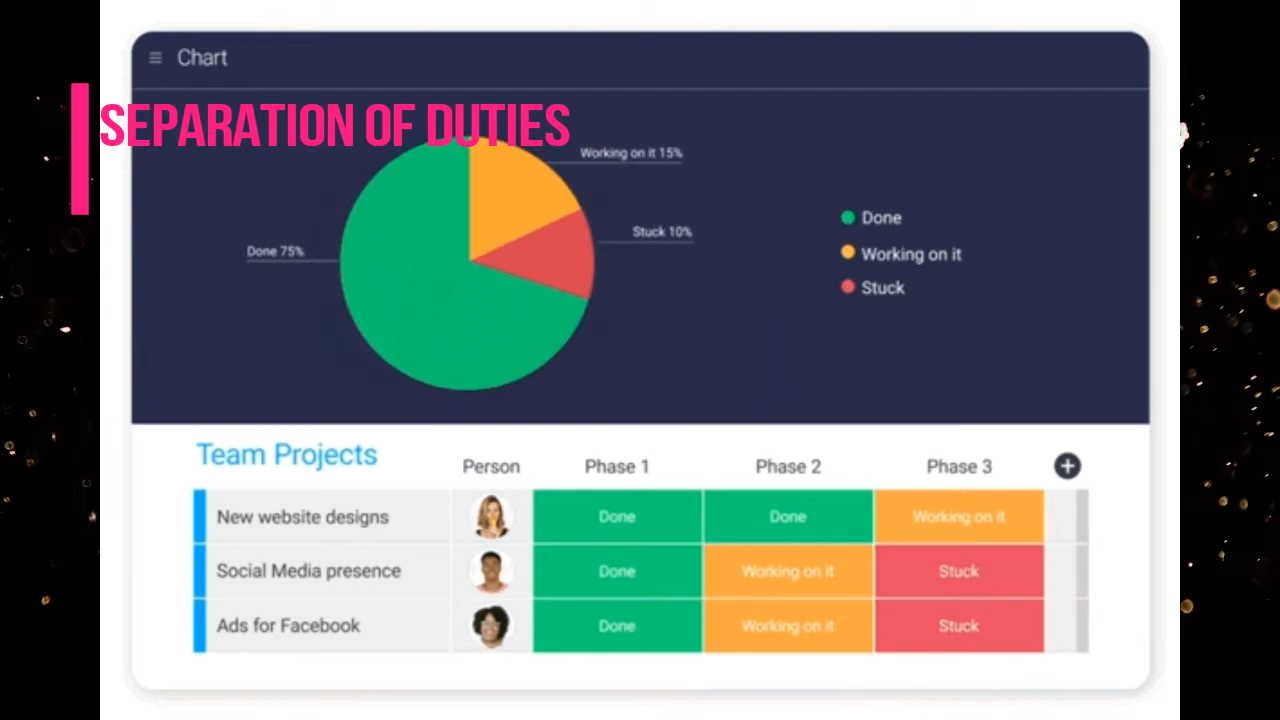 Chart
SEPARATION OF DUTIES
Working on it 15%
Stuck 10%
Done 75%
Done
Working on it
Stuck
Team Projects
Person Phase 1 Phase 2 Phase 3
New website designs Done Done Working on it
Social Media presence Done Working on it Stuck
Ads for Facebook Done Working on it Stuck